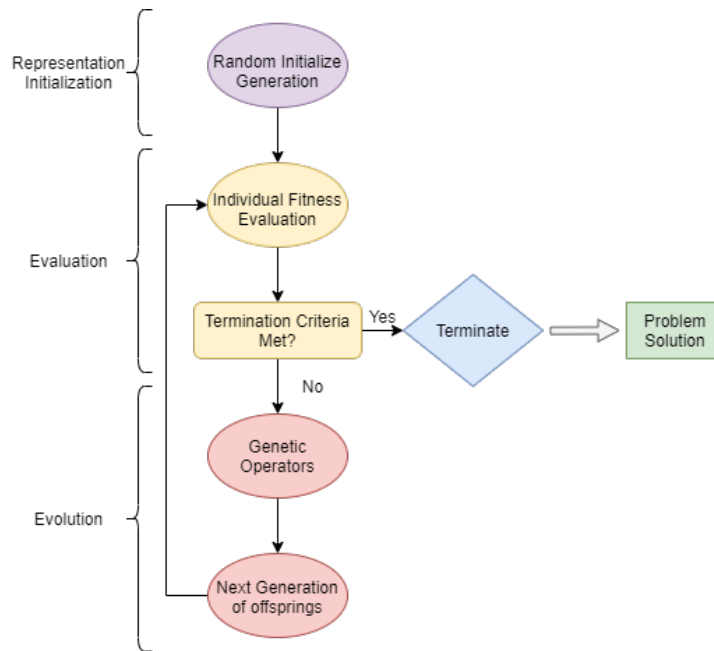 Representation
Initialization
Random Initialize
Generation
Evaluation
Individual Fitness
Evaluation
Termination Criteria
Met?
Yes
Terminate
Problem
Solution
No
Evolution
Genetic
Operators
Next Generation
of offsprings